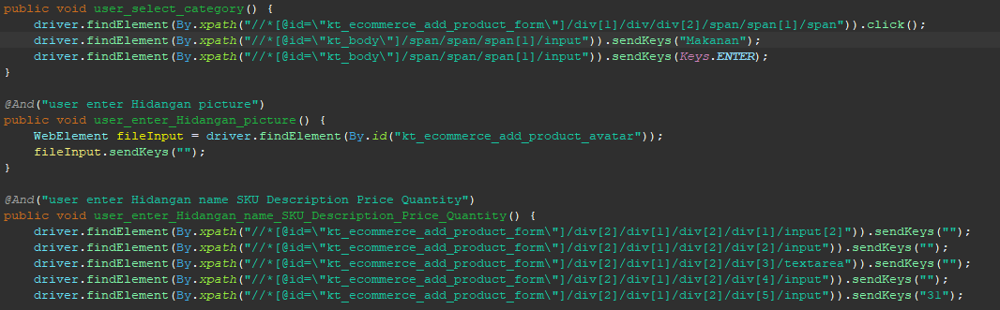 public void user_select_category() {
driver.findElement(By.xpath("//*[@id=\"kt_ecommerce_add_product_form\"]/div[1]/div/div[2]/span/span[1]/span")).click();
driver.findElement(By.xpath("//*[@id=\"kt_body\"]/span/span/span[1]/input")).sendKeys("Makanan");
driver.findElement(By.xpath("//*[@id=\"kt_body\"]/span/span/span[1]/input")).sendKeys(Keys.ENTER);
}
@And("user enter Hidangan picture")
public void user_enter_Hidangan_picture() {
WebElement fileInput = driver.findElement(By.id("kt_ecommerce_add_product_avatar"));
fileInput.sendKeys("");
}
@And("user enter Hidangan name SKU Description Price Quantity")
public void user_enter_Hidangan_name_SKU_Description_Price_Quantity() {
driver.findElement(By.xpath("//*[@id=\"kt_ecommerce_add_product_form\"]/div[2]/div[1]/div[2]/div[1]/input[2]")).sendKeys("");
driver.findElement(By.xpath("//*[@id=\"kt_ecommerce_add_product_form\"]/div[2]/div[1]/div[2]/div[2]/input")).sendKeys("");
driver.findElement(By.xpath("//*[@id=\"kt_ecommerce_add_product_form\"]/div[2]/div[1]/div[2]/div[3]/textarea")).sendKeys("");
driver.findElement(By.xpath("//*[@id=\"kt_ecommerce_add_product_form\"]/div[2]/div[1]/div[2]/div[4]/input")).sendKeys("");
driver.findElement(By.xpath("//*[@id=\"kt_ecommerce_add_product_form\"]/div[2]/div[1]/div[2]/div[5]/input")).sendKeys("31");